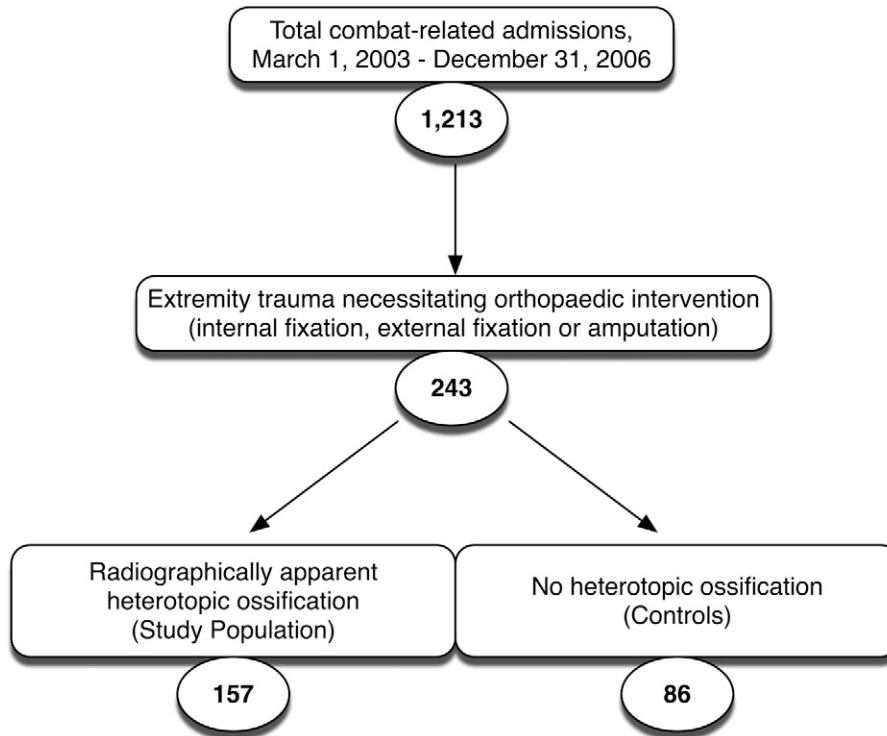 Total combat-related admissions,
March 1, 2003 - December 31, 2006
1,213
Extremity trauma necessitating orthopaedic intervention
(internal fixation, external fixation or amputation)
243
Radiographically apparent
heterotopic ossification
(Study Population)
157
No heterotopic ossification
(Controls)
86